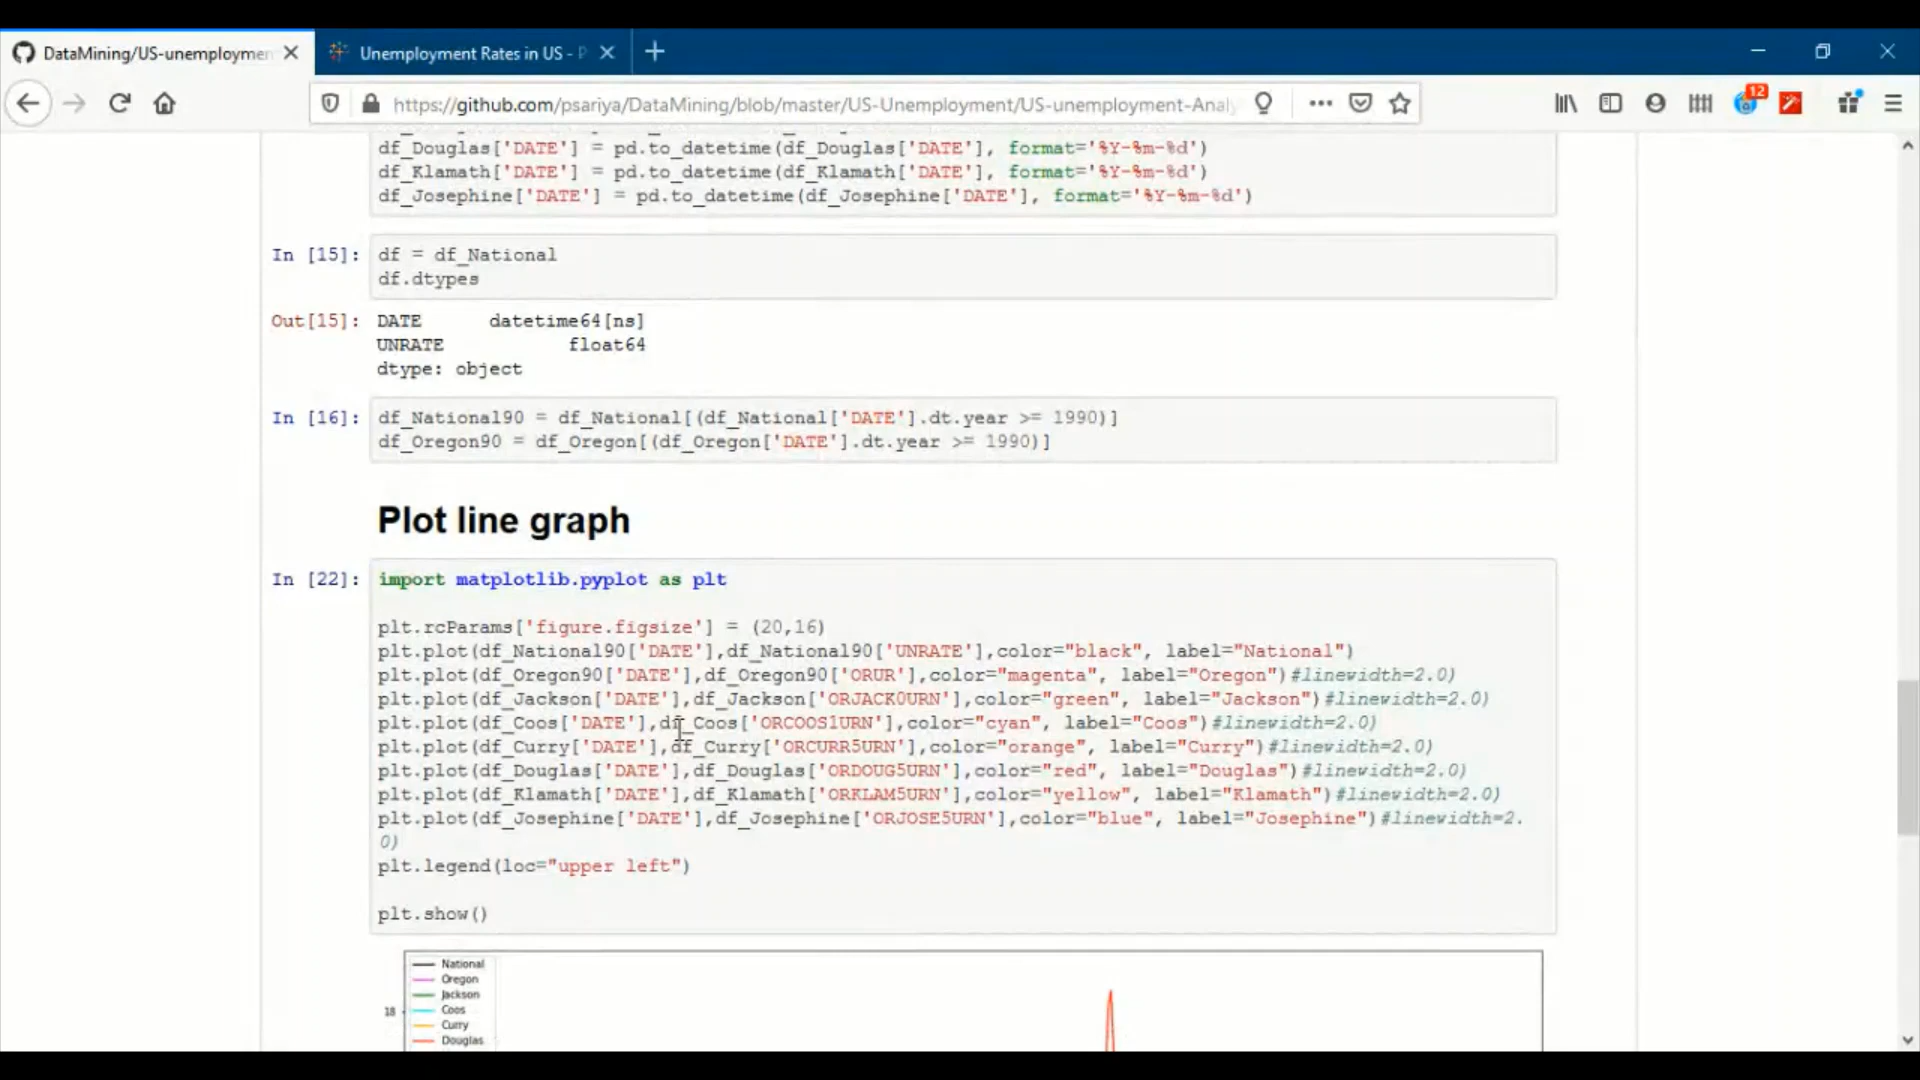 DataMining/US-unemploymen
Unemployment Rates in US - P
https://github.com/psariya/DataMining/blob/master/US-Unemployment/US-unemployment-Analy
12
df_Douglas['DATE'] = pd.to_datetime(df_Douglas['DATE'], format='%Y-%m-%d')
df_Klamath['DATE'] = pd.to_datetime(df_Klamath['DATE'], format='%Y-%m-%d')
df_Josephine['DATE'] = pd.to_datetime(df_Josephine['DATE'], format='%Y-%m-%d')
In [15]: df = df_National
df.dtypes
Out[15]: DATE datetime64[ns]
UNRATE float64
dtype: object
In [16]: df_National90 = df_National[(df_National['DATE'].dt.year >= 1990)]
df_Oregon90 = df_Oregon[(df_Oregon['DATE'].dt.year >= 1990)]
Plot line graph
In [22]: import matplotlib.pyplot as plt
plt.rcParams['figure.figsize'] = (20,16)
plt.plot(df_National90['DATE'],df_National90['UNRATE'],color="black", label="National")
plt.plot(df_Oregon90['DATE'],df_Oregon90['ORUR'],color="magenta", label="Oregon")#linewidth=2.0)
plt.plot(df_Jackson['DATE'],df_Jackson['ORJACK0URN'],color="green", label="Jackson")#linewidth=2.0)
plt.plot(df_Coos['DATE'],df_Coos['ORCOOS1URN'],color="cyan", label="Coos")#linewidth=2.0)
plt.plot(df_Curry['DATE'],df_Curry['ORCURR5URN'],color="orange", label="Curry")#linewidth=2.0)
plt.plot(df_Douglas['DATE'],df_Douglas['ORDOUG5URN'],color="red", label="Douglas")#linewidth=2.0)
plt.plot(df_Klamath['DATE'],df_Klamath['ORKLAM5URN'],color="yellow", label="Klamath")#linewidth=2.0)
plt.plot(df_Josephine['DATE'],df_Josephine['ORJOSE5URN'],color="blue", label="Josephine")#linewidth=2.
0)
plt.legend(loc="upper left")
plt.show()
National
Oregon
Jackson
18 Coos
Curry
Douglas